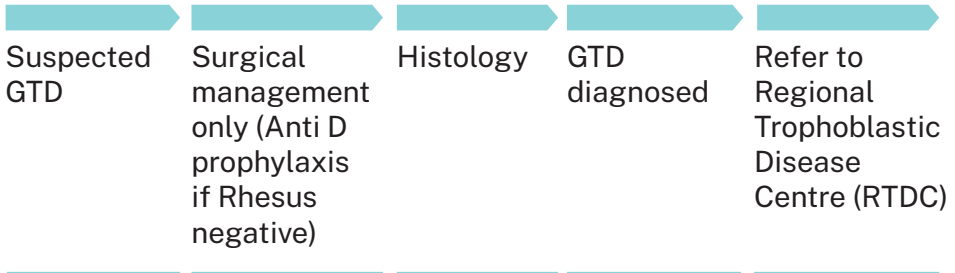 Suspected
GTD
Surgical
management
only (Anti D
prophylaxis
if Rhesus
negative)
Histology
GTD
diagnosed
Refer to
Regional
Trophoblastic
Disease
Centre (RTDC)